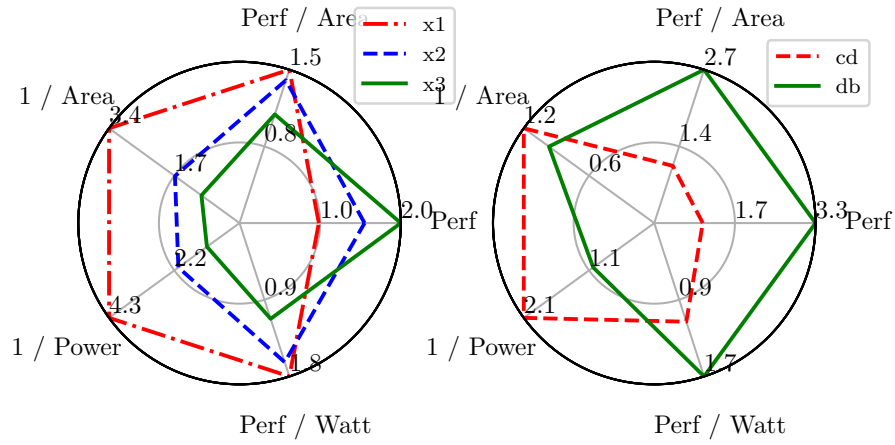 Perf / Area
1.5
x1
x2
x3
1 / Area
3.4
0.8
1.7
1.0
2.0
Perf
2.2
0.9
4.3
1 / Power
1.8
Perf / Watt
Perf / Area
2.7
cd
db
1 / Area
1.2
1.4
0.6
1.7
3.3
Perf
1.1
0.9
2.1
1 / Power
1.7
Perf / Watt